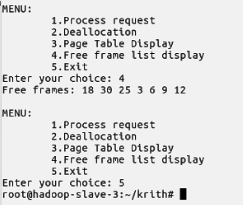 MENU:
1.Process request
2.Deallocation
3.Page Table Display
4.Free frame list display
5.Exit
Enter your choice: 4
Free frames: 18 30 25 3 6 9 12
MENU:
1.Process request
2.Deallocation
3.Page Table Display
4.Free frame list display
5.Exit
Enter your choice: 5
root@hadoop-slave-3:~/krith#